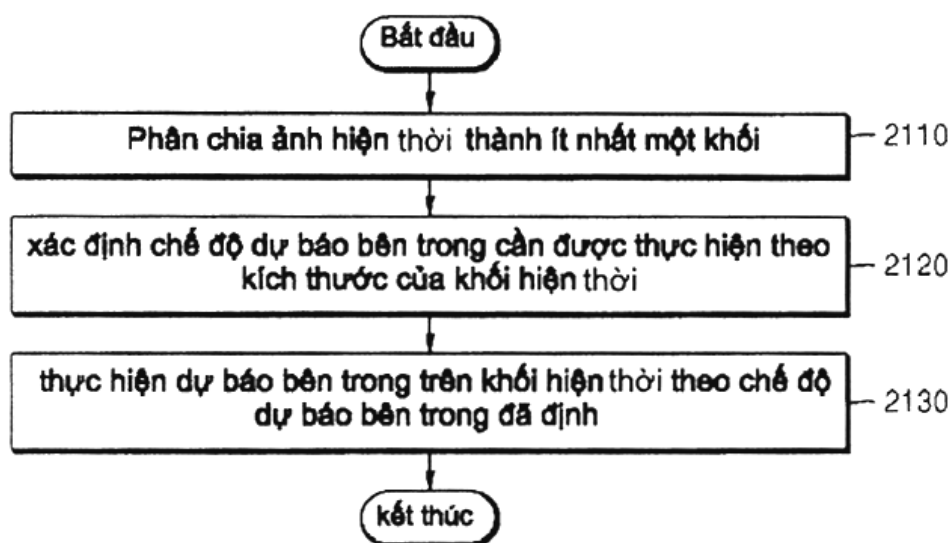 Bắt đầu
Phân chia ảnh hiện thời thành ít nhất một khối
2110
xác định chế độ dự báo bên trong cần được thực hiện theo
kích thước của khối hiện thời
2120
thực hiện dự báo bên trong trên khối hiện thời theo chế độ
dự báo bên trong đã định
2130
kết thúc